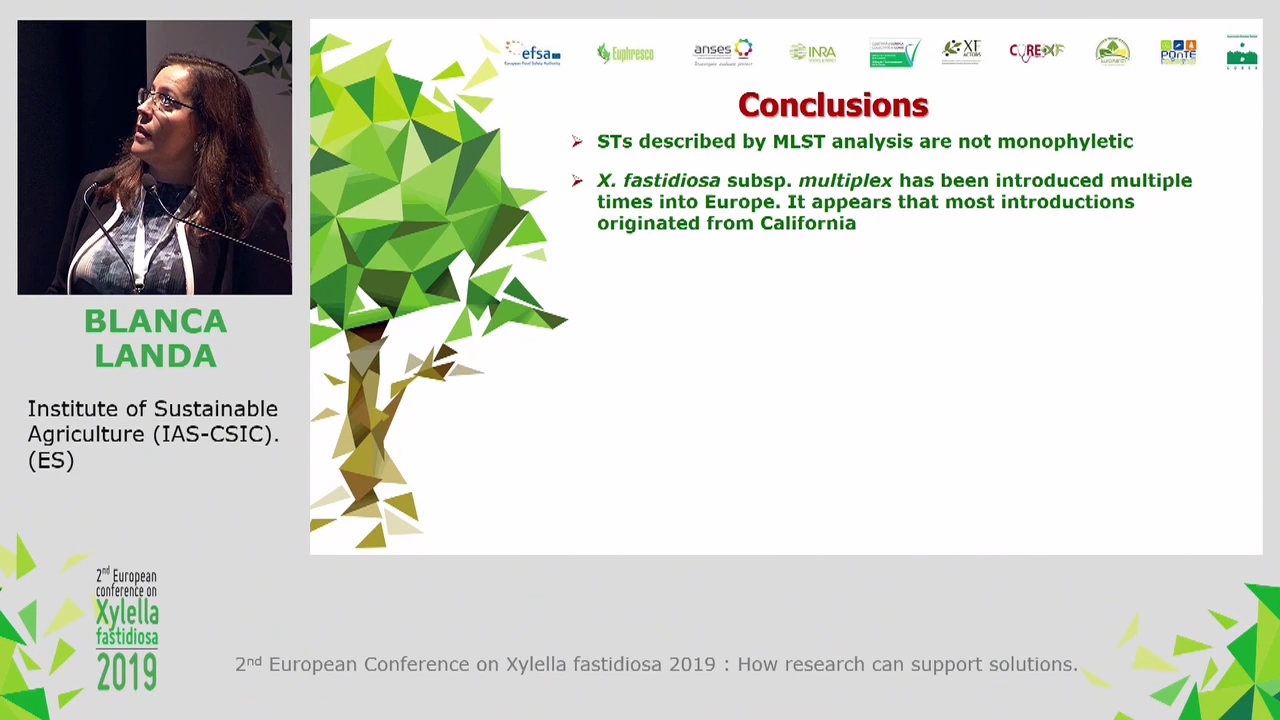 efsa
European Food Safety Authority
Euphresco
anses
INRA
XF
ACTORS
PONTE
Conclusions
➢ STs described by MLST analysis are not monophyletic
➢ X. fastidiosa subsp. multiplex has been introduced multiple
times into Europe. It appears that most introductions
originated from California
BLANCA
LANDA
Institute of Sustainable
Agriculture (IAS-CSIC).
(ES)
2nd European
conference on
Xylella
fastidiosa
2019
2nd European Conference on Xylella fastidiosa 2019 : How research can support solutions.